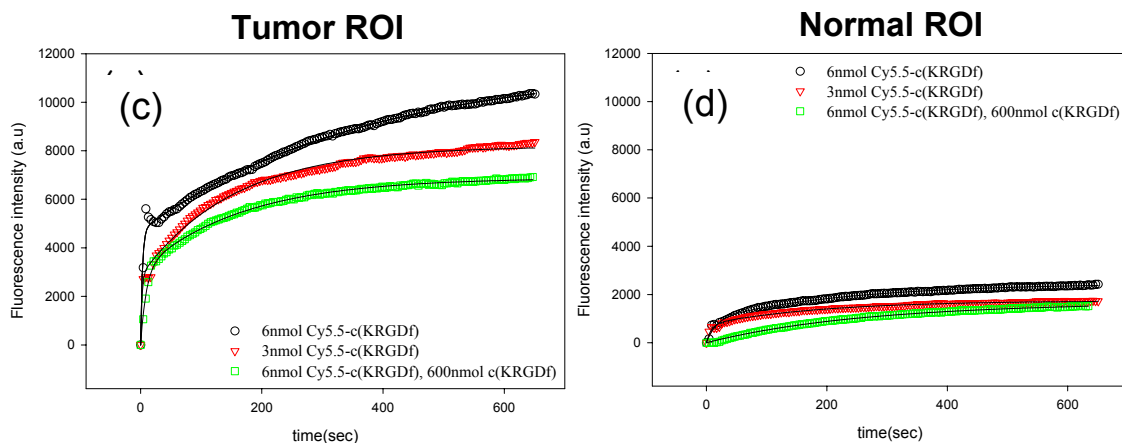 Tumor ROI
(c)
Fluorescence intensity (a.u)
12000
10000
8000
6000
4000
2000
0
6nmol Cy5.5-c(KRGDf)
3nmol Cy5.5-c(KRGDf)
6nmol Cy5.5-c(KRGDf), 600nmol c(KRGDf)
0
200
400
600
time(sec)
Normal ROI
(d)
Fluorescence intensity (a.u)
12000
10000
8000
6000
4000
2000
0
6nmol Cy5.5-c(KRGDf)
3nmol Cy5.5-c(KRGDf)
6nmol Cy5.5-c(KRGDf), 600nmol c(KRGDf)
0
200
400
600
time(sec)